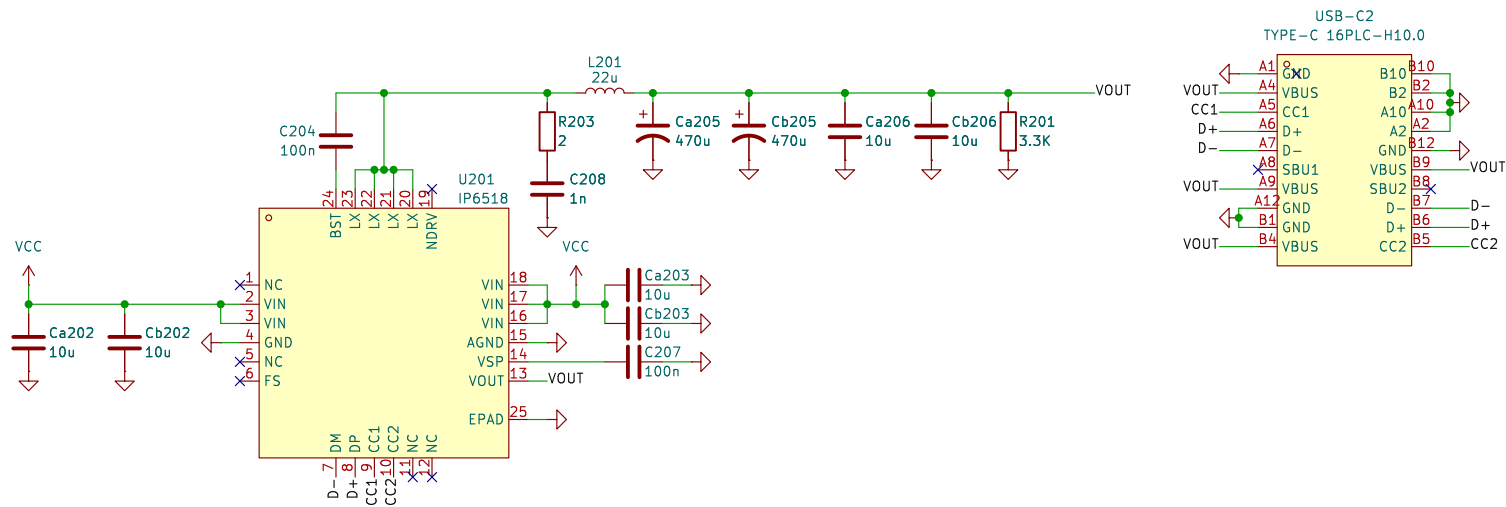 USB-C2
TYPE-C 16PLC-H10.0
A1
GND
VOUT
A4
VBUS
CC1
A5
CC1
D+
A6
D+
D-
A7
D-
A8
SBU1
VOUT
A9
VBUS
A12
GND
B1
GND
VOUT
B4
VBUS
B10
B10
B2
B2
A10
A10
A2
A2
GND
B12
VBUS
B9
VOUT
SBU2
B8
D-
B7
D-
D+
B6
D+
CC2
B5
CC2
L201
22u
VOUT
C204
100n
R203
2
C208
1n
Ca205
470u
Cb205
470u
Ca206
10u
Cb206
10u
R201
3.3K
U201
IP6518
24
BST
23
LX
22
LX
21
LX
20
LX
19
NDRV
VCC
Ca202
10u
Cb202
10u
1
NC
2
VIN
3
VIN
4
GND
5
NC
6
FS
VIN
18
VIN
17
VIN
16
AGND
15
VSP
14
VOUT
13
VOUT
EPAD
25
VCC
Ca203
10u
Cb203
10u
C207
100n
DM
7
D-
DP
8
D+
CC1
9
CC1
CC2
10
CC2
NC
11
NC
12